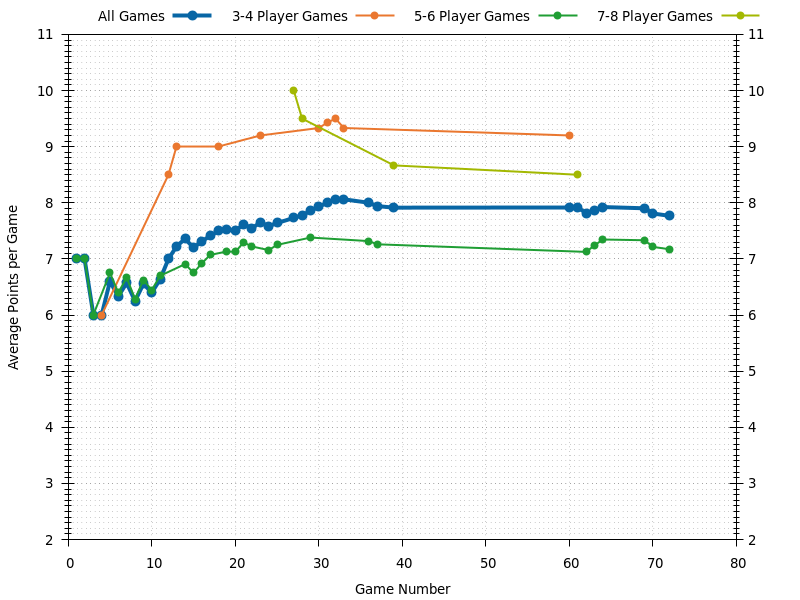 All Games 3-4 Player Games 5-6 Player Games 7-8 Player Games
11 11
10 10
9 9
8 8
7 7
6 6
5 5
4 4
3 3
2 2
Average Points per Game
0 10 20 30 40 50 60 70 80
Game Number